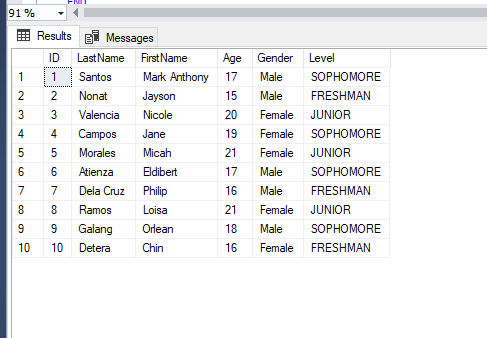 END
91 %
Results Messages
ID LastName FirstName Age Gender Level
1 1 Santos Mark Anthony 17 Male SOPHOMORE
2 2 Nonat Jayson 15 Male FRESHMAN
3 3 Valencia Nicole 20 Female JUNIOR
4 4 Campos Jane 19 Female SOPHOMORE
5 5 Morales Micah 21 Female JUNIOR
6 6 Atienza Eldibert 17 Male SOPHOMORE
7 7 Dela Cruz Philip 16 Male FRESHMAN
8 8 Ramos Loisa 21 Female JUNIOR
9 9 Galang Orlean 18 Male SOPHOMORE
10 10 Detera Chin 16 Female FRESHMAN